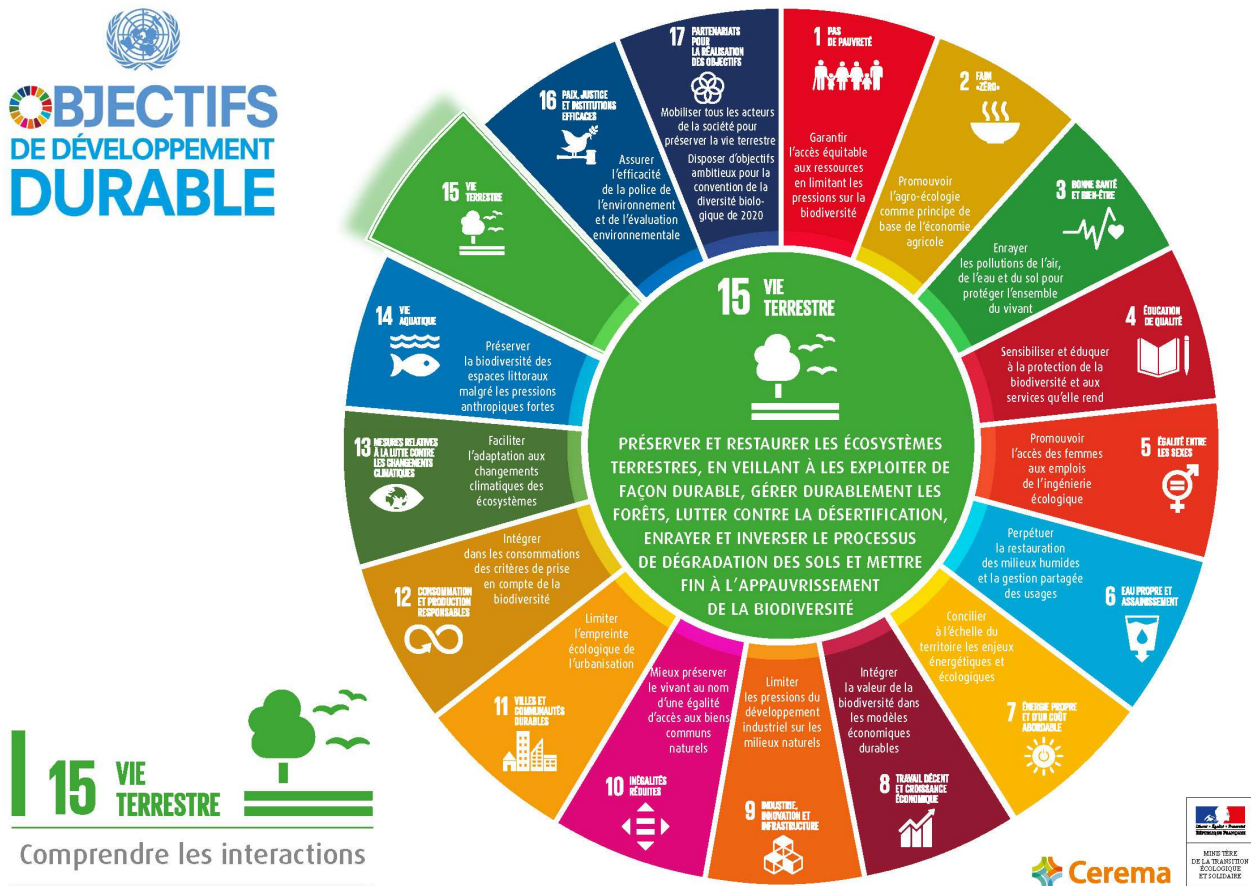 OBJECTIFS
DE DÉVELOPPEMENT
DURABLE
1 PAS
DE PAUVRETÉ
Garantir
l'accès équitable
aux ressources
en limitant les
pressions sur la
biodiversité
2 FAIM
«ZÉRO»
Promouvoir
l'agro-écologie
comme principe de
base de l'économie
agricole
3 BONNE SANTÉ
ET BIEN-ÊTRE
Enrayer
les pollutions de l'air,
de l'eau et du sol pour
protéger l'ensemble
du vivant
4 ÉDUCATION
DE QUALITÉ
Sensibiliser et éduquer
à la protection de la
biodiversité et aux
services qu'elle rend
5 ÉGALITÉ ENTRE
LES SEXES
Promouvoir
l'accès des femmes
aux emplois
de l'ingénierie
écologique
6 EAU PROPRE ET
ASSAINISSEMENT
Perpétuer
la restauration
des milieux humides
et la gestion partagée
des usages
7 ÉNERGIE PROPRE
ET D'UN COÛT
ABORDABLE
Concilier
à l'échelle du
territoire les enjeux
énergétiques et
écologiques
8 TRAVAIL DÉCENT
ET CROISSANCE
ÉCONOMIQUE
Intégrer
la valeur de la
biodiversité dans
les modèles
économiques
durables
9 INDUSTRIE,
INNOVATION ET
INFRASTRUCTURE
Limiter
les pressions du
développement
industriel sur les
milieux naturels
10 INÉGALITÉS
RÉDUITES
Mieux préserver
le vivant au nom
d'une égalité
d'accès aux biens
communs
naturels
11 VILLES ET
COMMUNAUTÉS
DURABLES
Limiter
l'empreinte
écologique de
l'urbanisation
12 CONSOMMATION
ET PRODUCTION
RESPONSABLES
Intégrer
dans les consommations
des critères de prise
en compte de la
biodiversité
13 MESURES RELATIVES
À LA LUTTE CONTRE
LES CHANGEMENTS
CLIMATIQUES
Faciliter
l'adaptation aux
changements
climatiques des
écosystèmes
14 VIE
AQUATIQUE
Préserver
la biodiversité des
espaces littoraux
malgré les pressions
anthropiques fortes
15 VIE
TERRESTRE
16 PAIX, JUSTICE
ET INSTITUTIONS
EFFICACES
Assurer
l'efficacité
de la police de
l'environnement
et de l'évaluation
environnementale
17 PARTENARIATS
POUR
LA RÉALISATION
DES OBJECTIFS
Mobiliser tous les acteurs
de la société pour
préserver la vie terrestre
Disposer d'objectifs
ambitieux pour la
convention de la
diversité biolo-
gique de 2020
15 VIE
TERRESTRE
PRÉSERVER ET RESTAURER LES ÉCOSYSTÈMES
TERRESTRES, EN VEILLANT À LES EXPLOITER DE
FAÇON DURABLE, GÉRER DURABLEMENT LES
FORÊTS, LUTTER CONTRE LA DÉSERTIFICATION,
ENRAYER ET INVERSER LE PROCESSUS
DE DÉGRADATION DES SOLS ET METTRE
FIN À L'APPAUVRISSEMENT
DE LA BIODIVERSITÉ
15 VIE
TERRESTRE
Comprendre les interactions
Cerema
Liberté • Égalité • Fraternité
RÉPUBLIQUE FRANÇAISE
MINISTÈRE
DE LA TRANSITION
ÉCOLOGIQUE
ET SOLIDAIRE